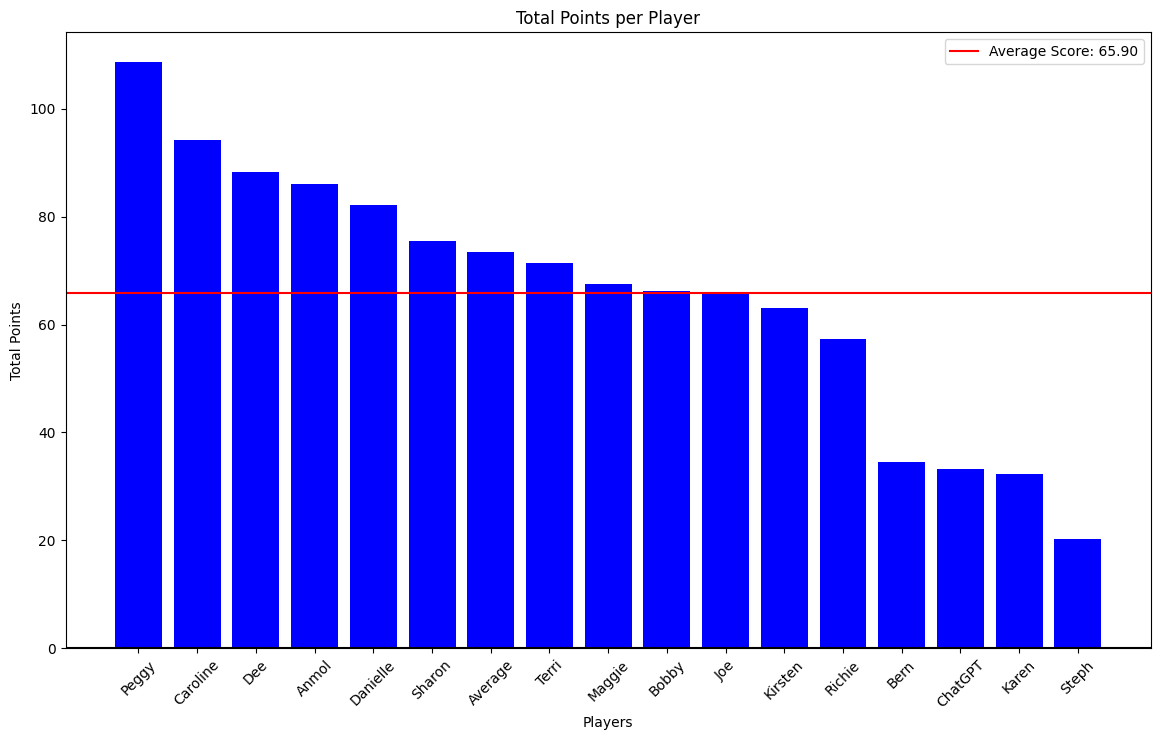 Total Points per Player
Average Score: 65.90
Total Points
100
80
60
40
20
0
Peggy
Caroline
Dee
Anmol
Danielle
Sharon
Average
Terri
Maggie
Bobby
Joe
Kirsten
Richie
Bern
ChatGPT
Karen
Steph
Players